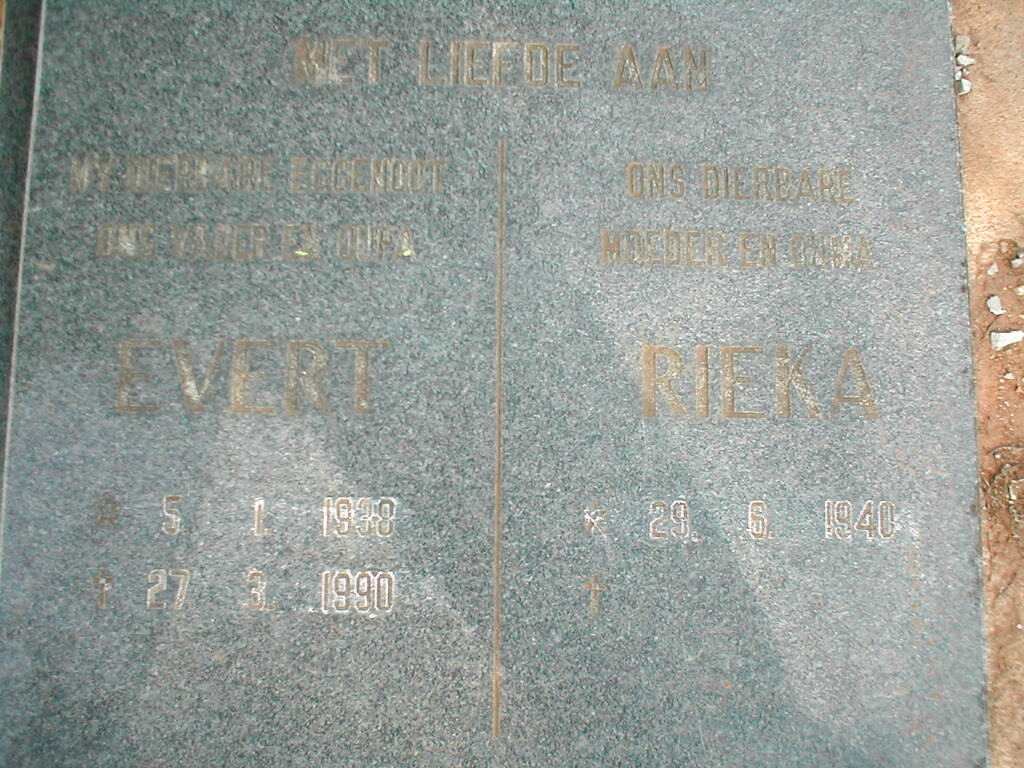 MET LIEFDE AAN
MY DIERBARE EGGENOOT
ONS VADER EN OUPA
EVERT
* 5. 1. 1938
† 27. 3. 1990
ONS DIERBARE
MOEDER EN OUMA
RIEKA
* 29. 6. 1940
†